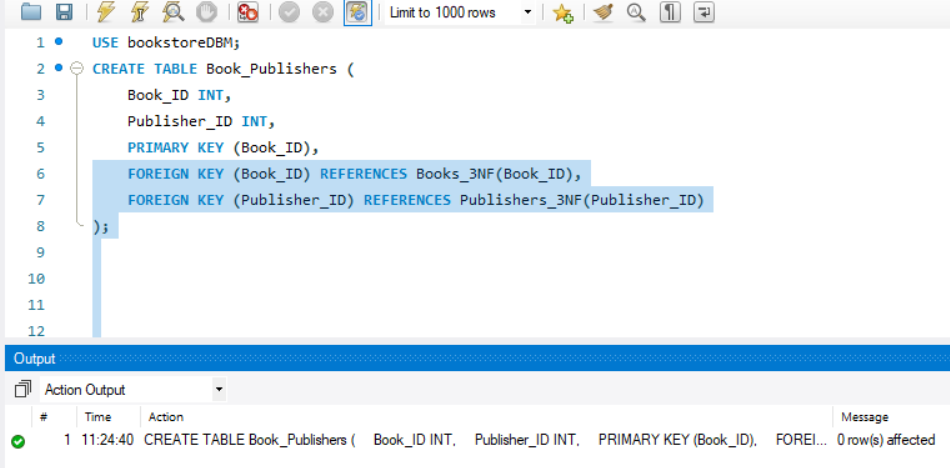 Limit to 1000 rows
1 USE bookstoreDBM;
2 CREATE TABLE Book_Publishers (
3 Book_ID INT,
4 Publisher_ID INT,
5 PRIMARY KEY (Book_ID),
6 FOREIGN KEY (Book_ID) REFERENCES Books_3NF(Book_ID),
7 FOREIGN KEY (Publisher_ID) REFERENCES Publishers_3NF(Publisher_ID)
8 );
9
10
11
12
Output
Action Output
# Time Action Message
1 11:24:40 CREATE TABLE Book_Publishers ( Book_ID INT, Publisher_ID INT, PRIMARY KEY (Book_ID), FOREI... 0 row(s) affected